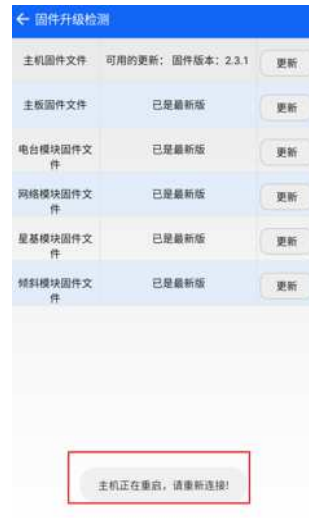 ← 固件升级检测
主机固件文件 可用的更新： 固件版本：2.3.1 更新
主板固件文件 已是最新版 更新
电台模块固件文
件 已是最新版 更新
网络模块固件文
件 已是最新版 更新
星基模块固件文
件 已是最新版 更新
倾斜模块固件文
件 已是最新版 更新
主机正在重启，请重新连接!